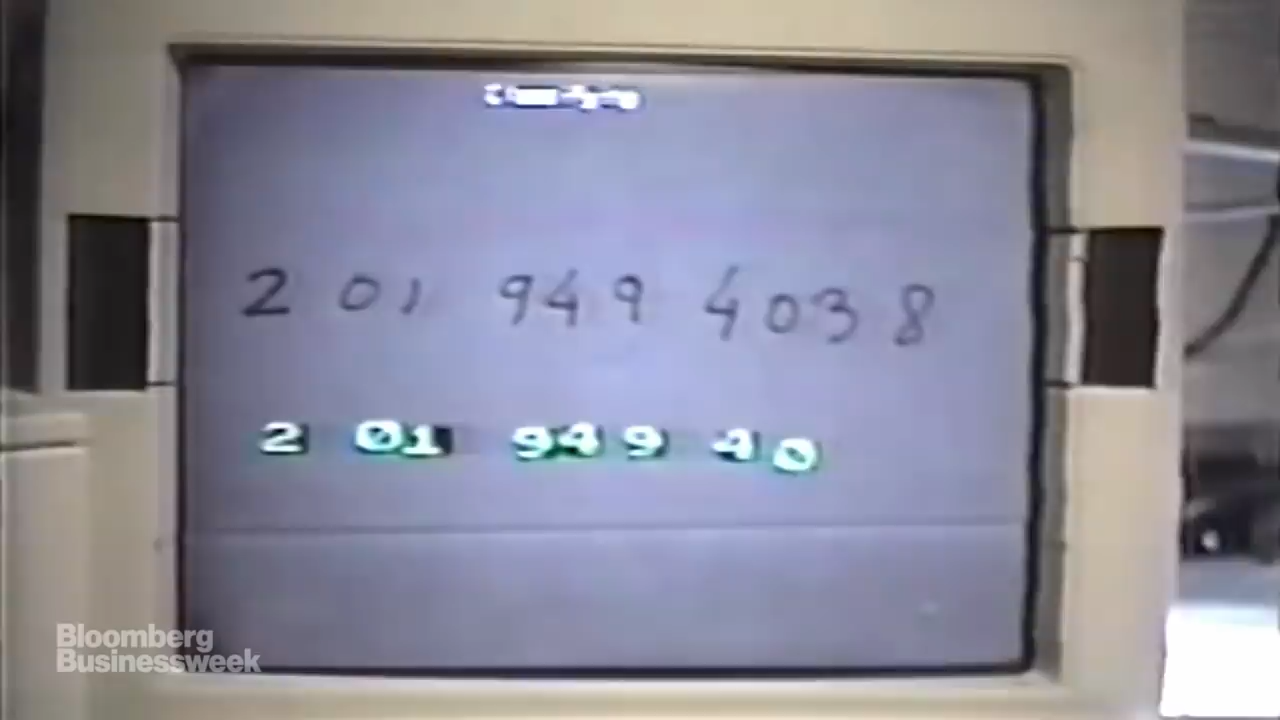 2 01 949 4038
2 01 949 40
Bloomberg
Businessweek